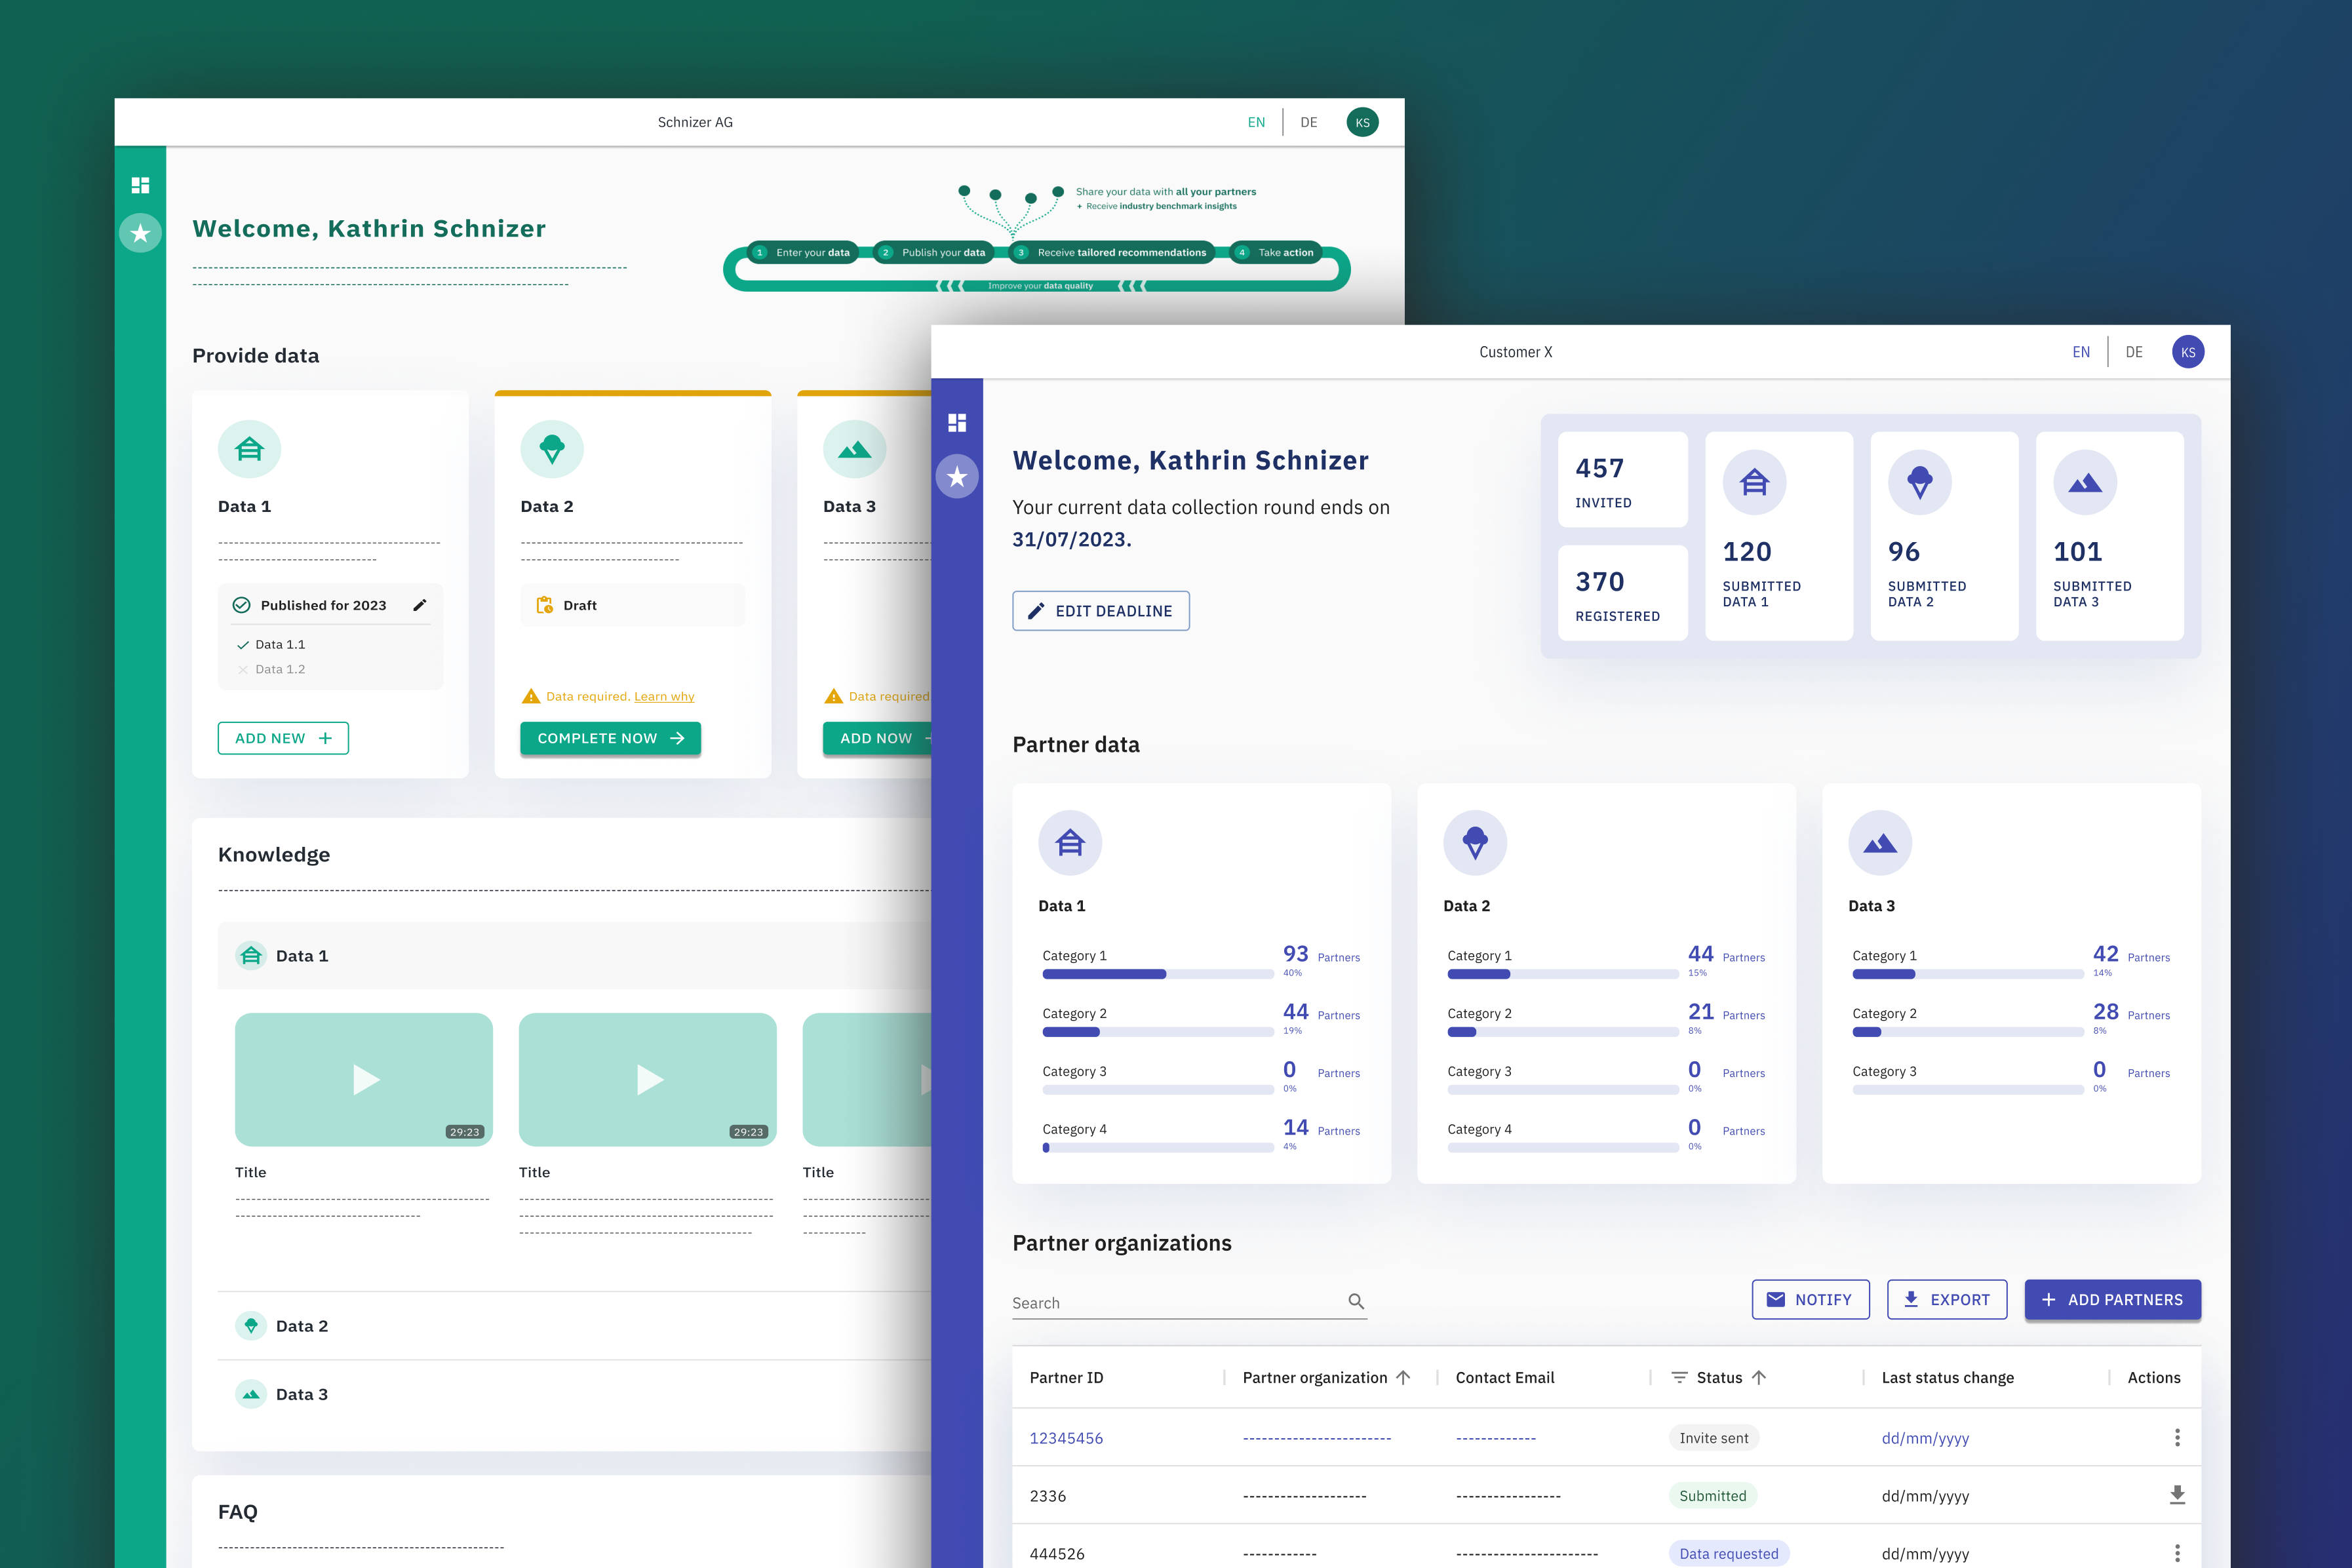 Schnizer AG
EN
DE
KS
Welcome, Kathrin Schnizer
Share your data with all your partners
+ Receive industry benchmark insights
1 Enter your data
2 Publish your data
3 Receive tailored recommendations
4 Take action
Improve your data quality
Provide data
Data 1
Published for 2023
Data 1.1
Data 1.2
ADD NEW
Data 2
Draft
Data required. Learn why
COMPLETE NOW
Data 3
Data required
ADD NOW
Knowledge
Data 1
29:23
Title
29:23
Title
Title
Data 2
Data 3
FAQ
Customer X
EN
DE
KS
Welcome, Kathrin Schnizer
Your current data collection round ends on
31/07/2023.
EDIT DEADLINE
457
INVITED
370
REGISTERED
120
SUBMITTED
DATA 1
96
SUBMITTED
DATA 2
101
SUBMITTED
DATA 3
Partner data
Data 1
Category 1 93 Partners
40%
Category 2 44 Partners
19%
Category 3 0 Partners
0%
Category 4 14 Partners
4%
Data 2
Category 1 44 Partners
15%
Category 2 21 Partners
8%
Category 3 0 Partners
0%
Category 4 0 Partners
0%
Data 3
Category 1 42 Partners
14%
Category 2 28 Partners
8%
Category 3 0 Partners
0%
Partner organizations
Search
NOTIFY
EXPORT
ADD PARTNERS
Partner ID Partner organization Contact Email Status Last status change Actions
12345456 Invite sent dd/mm/yyyy
2336 Submitted dd/mm/yyyy
444526 Data requested dd/mm/yyyy